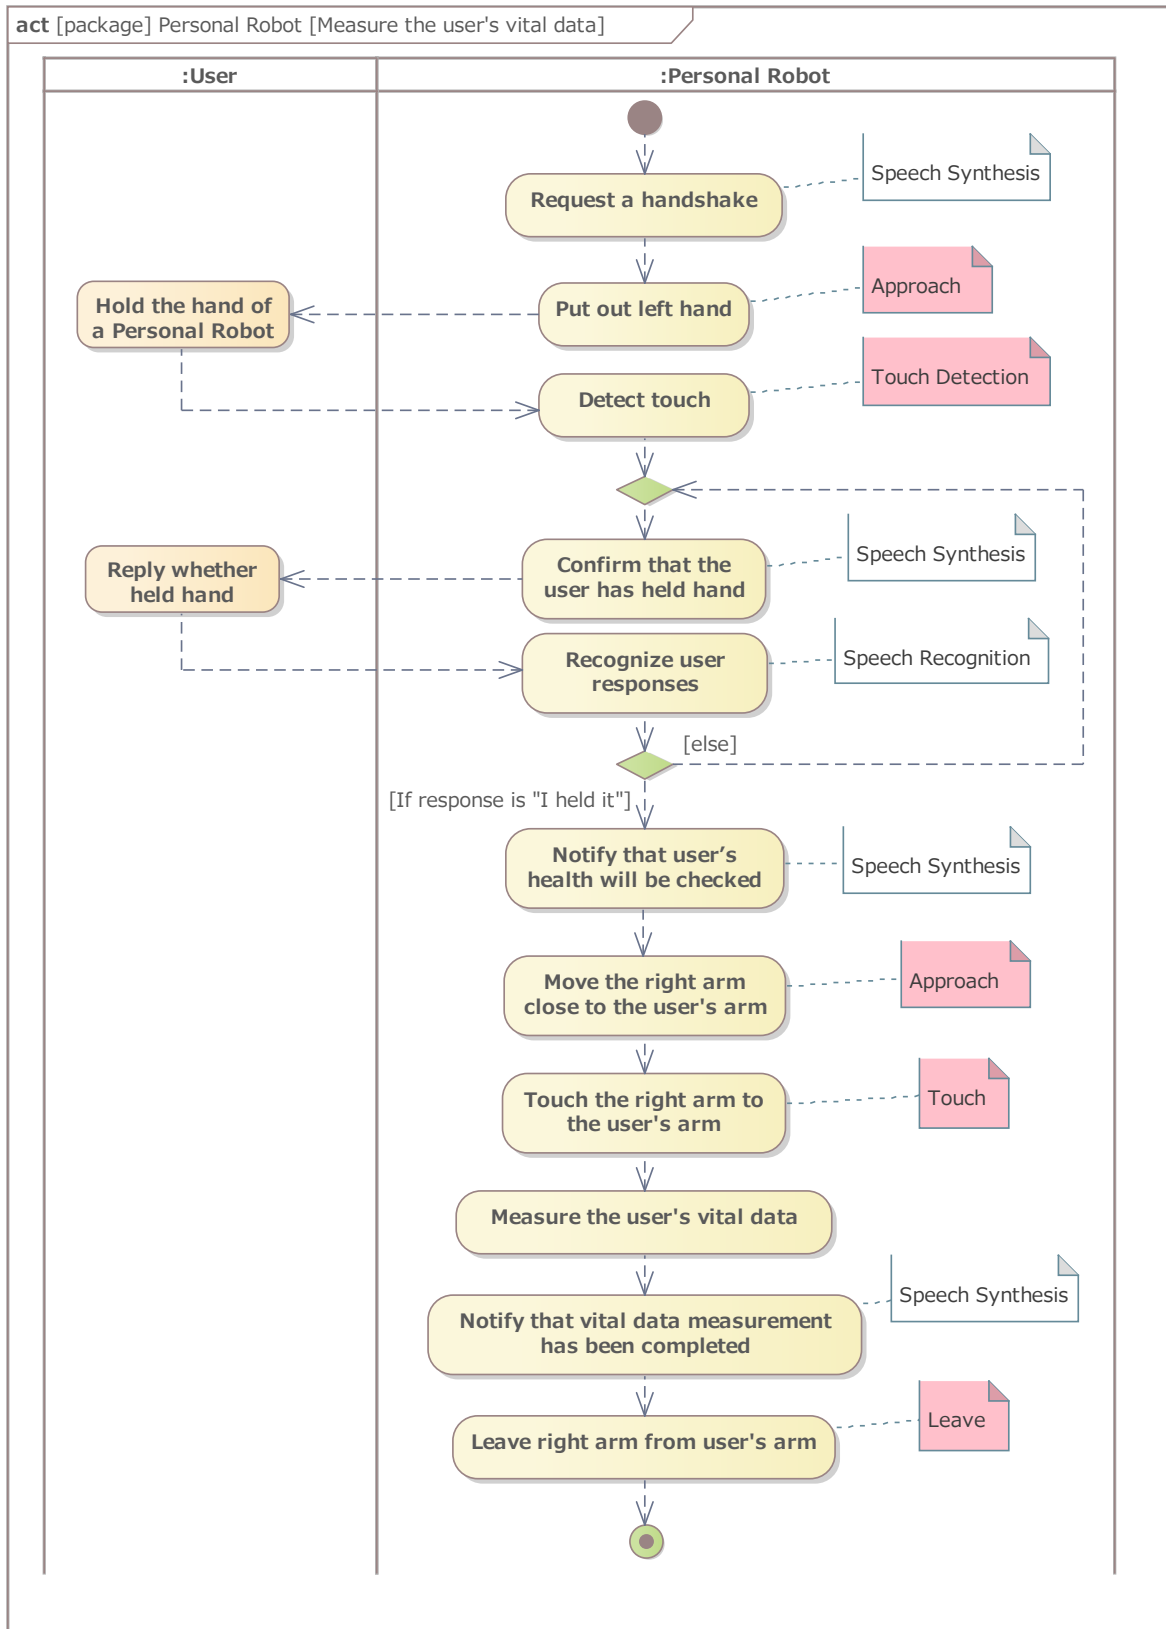 act [package] Personal Robot [Measure the user's vital data]
:User
:Personal Robot
Request a handshake
Speech Synthesis
Put out left hand
Approach
Hold the hand of
a Personal Robot
Detect touch
Touch Detection
Confirm that the
user has held hand
Speech Synthesis
Reply whether
held hand
Recognize user
responses
Speech Recognition
[else]
[If response is "I held it"]
Notify that user’s
health will be checked
Speech Synthesis
Move the right arm
close to the user's arm
Approach
Touch the right arm to
the user's arm
Touch
Measure the user's vital data
Notify that vital data measurement
has been completed
Speech Synthesis
Leave right arm from user's arm
Leave